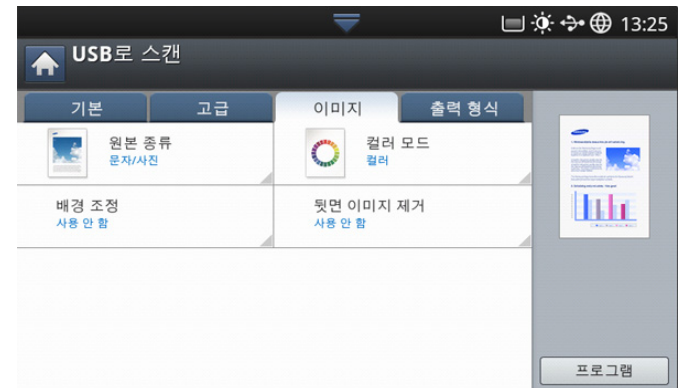 13:25
USB로 스캔
기본
고급
이미지
출력 형식
원본 종류
문자/사진
컬러 모드
컬러
배경 조정
사용 안 함
뒷면 이미지 제거
사용 안 함
프로그램